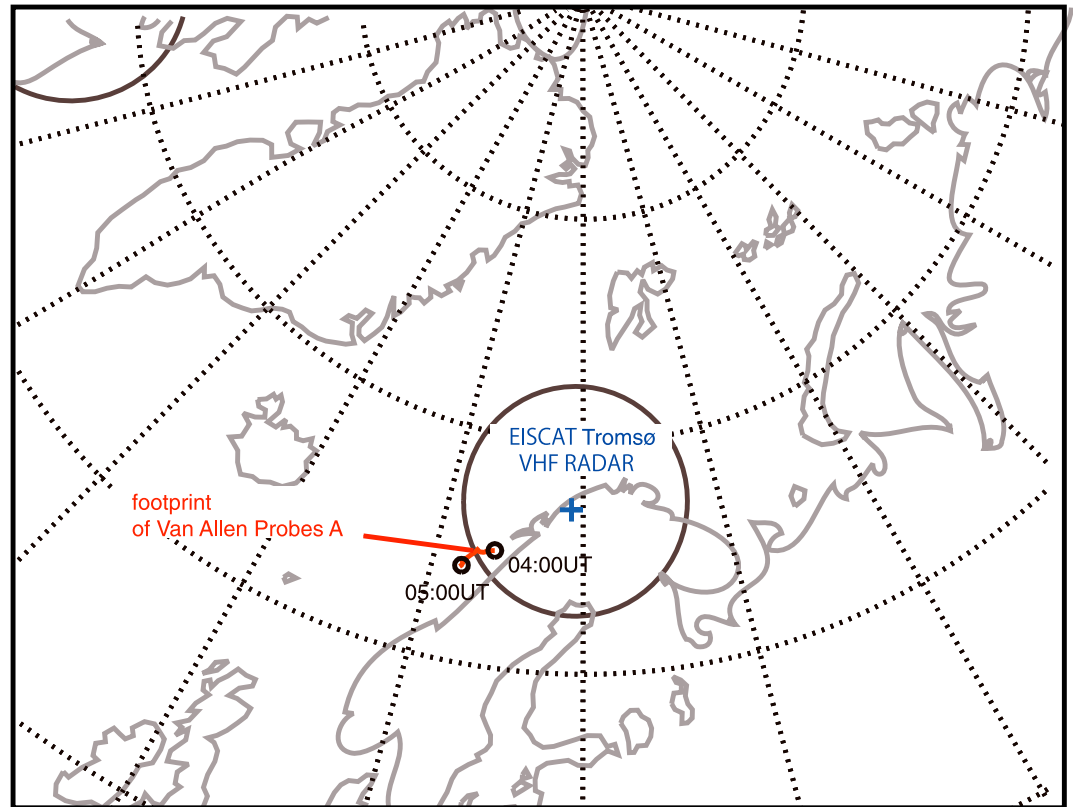 EISCAT Tromsø
VHF RADAR
footprint
of Van Allen Probes A
04:00UT
05:00UT